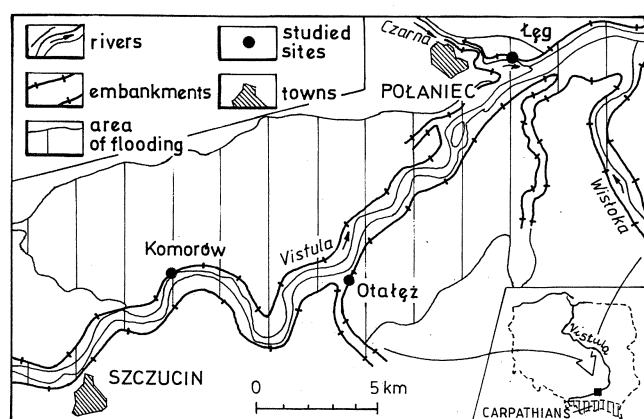 rivers
studied
sites
embankments
towns
area
of flooding
Czarna
Łęg
POŁANIEC
Wisłoka
Komorów
Vistula
Otałęż
SZCZUCIN
0 5 km
Vistula
CARPATHIANS